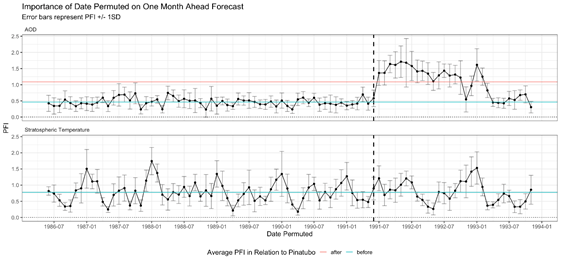 Importance of Date Permuted on One Month Ahead Forecast
Error bars represent PFI +/- 1SD
AOD
2.5
2.0
1.5
1.0
0.5
0.0
Stratospheric Temperature
2.5
2.0
1.5
1.0
0.5
0.0
PFI
1986-07 1987-01 1987-07 1988-01 1988-07 1989-01 1989-07 1990-01 1990-07 1991-01 1991-07 1992-01 1992-07 1993-01 1993-07 1994-01
Date Permuted
Average PFI in Relation to Pinatubo after before